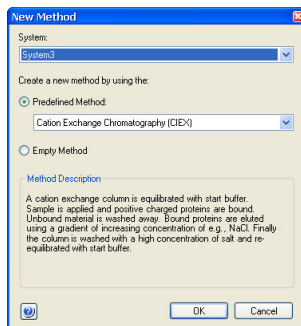 New Method
System:
System3
Create a new method by using the:
Predefined Method:
Cation Exchange Chromatography (CIEX)
Empty Method
Method Description
A cation exchange column is equilibrated with start buffer.
Sample is applied and positive charged proteins are bound.
Unbound material is washed away. Bound proteins are eluted
using a gradient of increasing concentration of e.g., NaCl. Finally
the column is washed with a high concentration of salt and re-
equilibrated with start buffer.
OK
Cancel